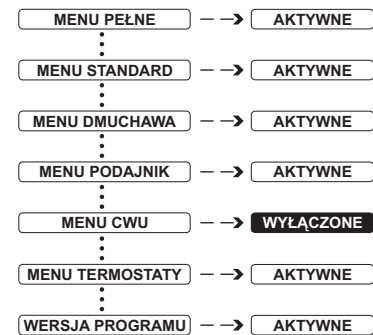 MENU PEŁNE AKTYWNE
MENU STANDARD AKTYWNE
MENU DMUCHAWA AKTYWNE
MENU PODAJNIK AKTYWNE
MENU CWU WYŁĄCZONE
MENU TERMOSTATY AKTYWNE
WERSJA PROGRAMU AKTYWNE